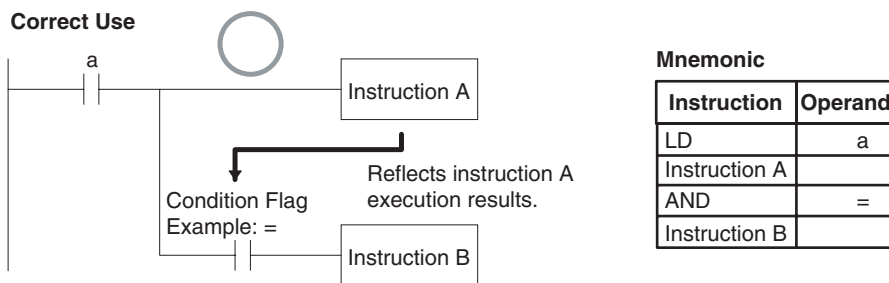 Correct Use
a
Instruction A
Reflects instruction A
execution results.
Condition Flag
Example: =
Instruction B
Mnemonic
Instruction Operand
LD a
Instruction A
AND =
Instruction B